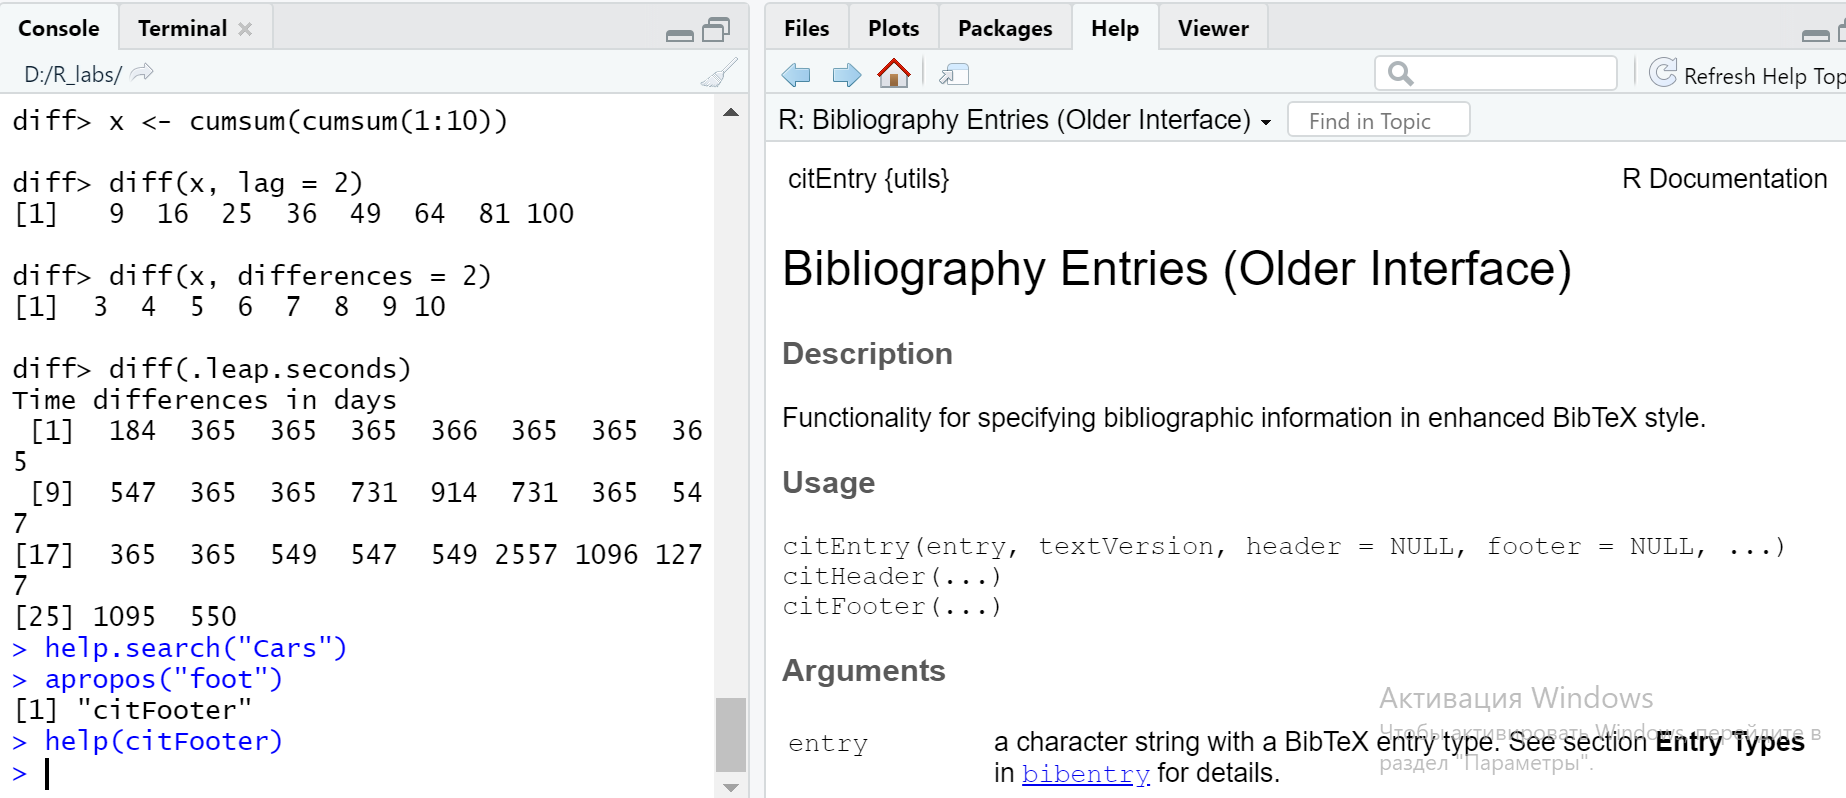 Console Terminal
D:/R_labs/
diff> x <- cumsum(cumsum(1:10))
diff> diff(x, lag = 2)
[1]   9  16  25  36  49  64  81 100
diff> diff(x, differences = 2)
[1]  3  4  5  6  7  8  9 10
diff> diff(.leap.seconds)
Time differences in days
 [1]  184  365  365  365  366  365  365  36
5
 [9]  547  365  365  731  914  731  365  54
7
[17]  365  365  549  547  549 2557 1096 127
7
[25] 1095  550
> help.search("Cars")
> apropos("foot")
[1] "citFooter"
> help(citFooter)
>
Files Plots Packages Help Viewer
Refresh Help Top
R: Bibliography Entries (Older Interface) Find in Topic
citEntry {utils} R Documentation
Bibliography Entries (Older Interface)
Description
Functionality for specifying bibliographic information in enhanced BibTeX style.
Usage
citEntry(entry, textVersion, header = NULL, footer = NULL, ...)
citHeader(...)
citFooter(...)
Arguments
entry a character string with a BibTeX entry type. See section Entry Types
in bibentry for details.
Активация Windows
Чтобы активировать Windows, перейдите в
раздел "Параметры".